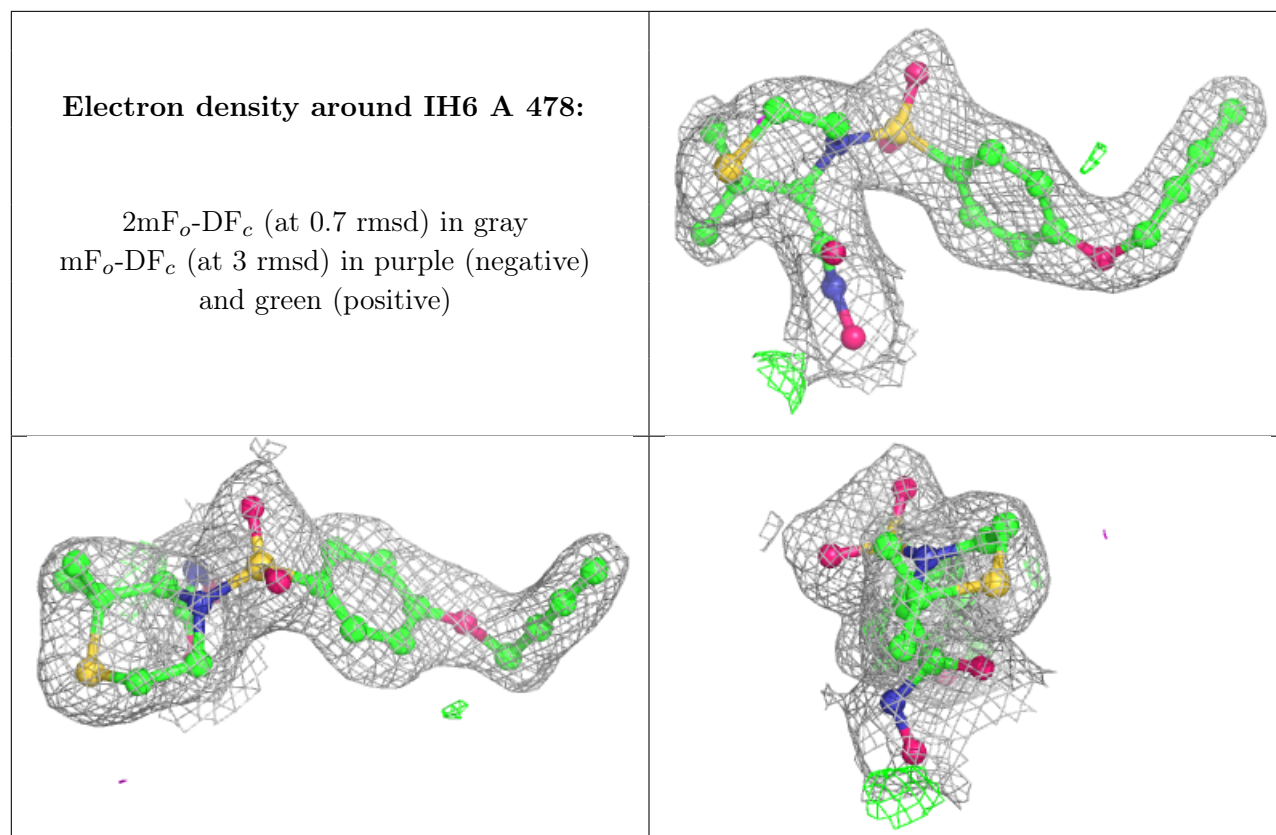 Electron density around IH6 A 478:
2mFₒ-DF𝒸 (at 0.7 rmsd) in gray
mFₒ-DF𝒸 (at 3 rmsd) in purple (negative)
and green (positive)